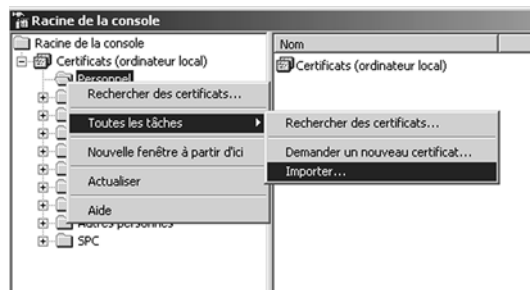 Racine de la console
Racine de la console
Nom
Certificats (ordinateur local)
Certificats (ordinateur local)
Personnel
Rechercher des certificats...
Toutes les tâches
Rechercher des certificats...
Nouvelle fenêtre à partir d'ici
Demander un nouveau certificat...
Importer...
Actualiser
Aide
Autres personnes
SPC